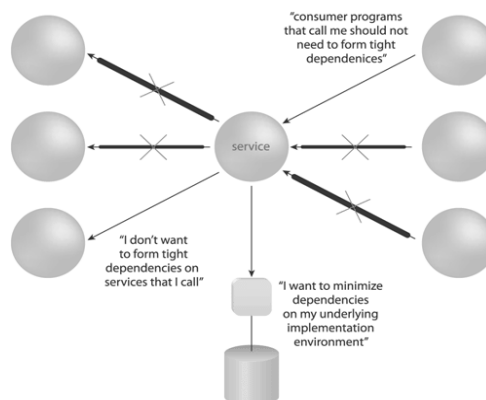 "consumer programs
that call me should not
need to form tight
dependenices"
service
"I don't want
to form tight
dependencies on
services that I call"
"I want to minimize
dependencies
on my underlying
implementation
environment"